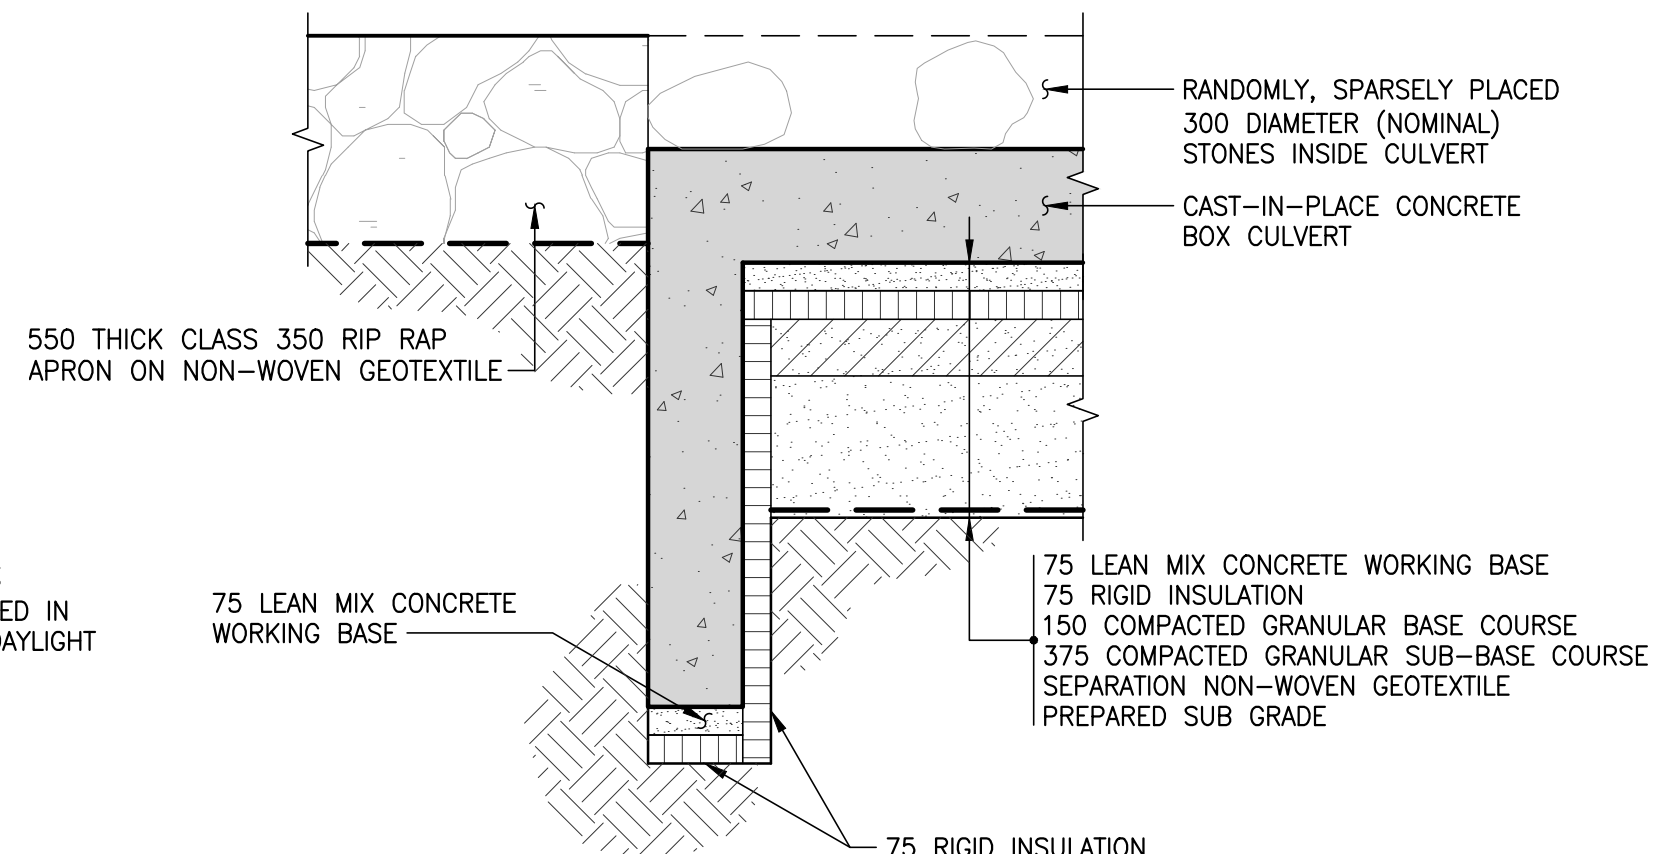 RANDOMLY, SPARSELY PLACED
300 DIAMETER (NOMINAL)
STONES INSIDE CULVERT
CAST-IN-PLACE CONCRETE
BOX CULVERT
550 THICK CLASS 350 RIP RAP
APRON ON NON-WOVEN GEOTEXTILE
75 LEAN MIX CONCRETE
WORKING BASE
75 LEAN MIX CONCRETE WORKING BASE
75 RIGID INSULATION
150 COMPACTED GRANULAR BASE COURSE
375 COMPACTED GRANULAR SUB-BASE COURSE
SEPARATION NON-WOVEN GEOTEXTILE
PREPARED SUB GRADE
IN
DAYLIGHT
75 RIGID INSULATION